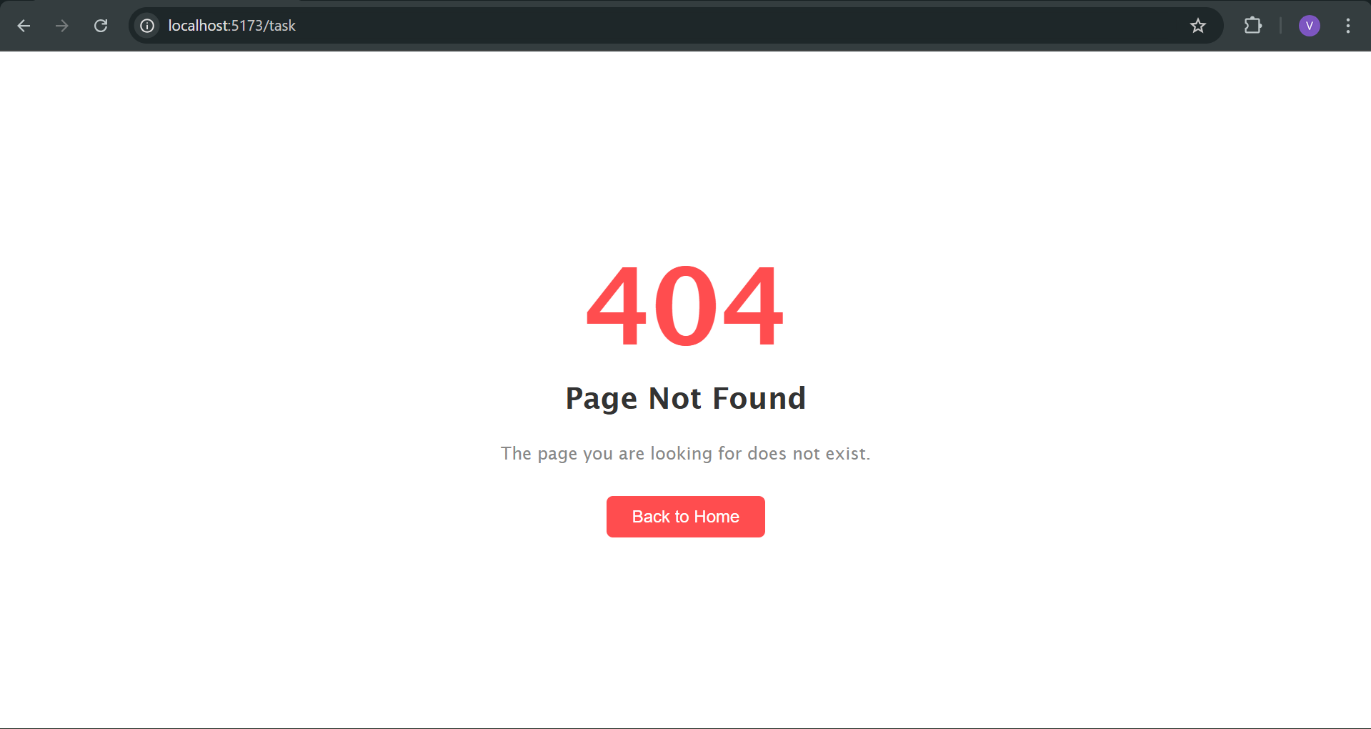 localhost:5173/task
V
404
Page Not Found
The page you are looking for does not exist.
Back to Home